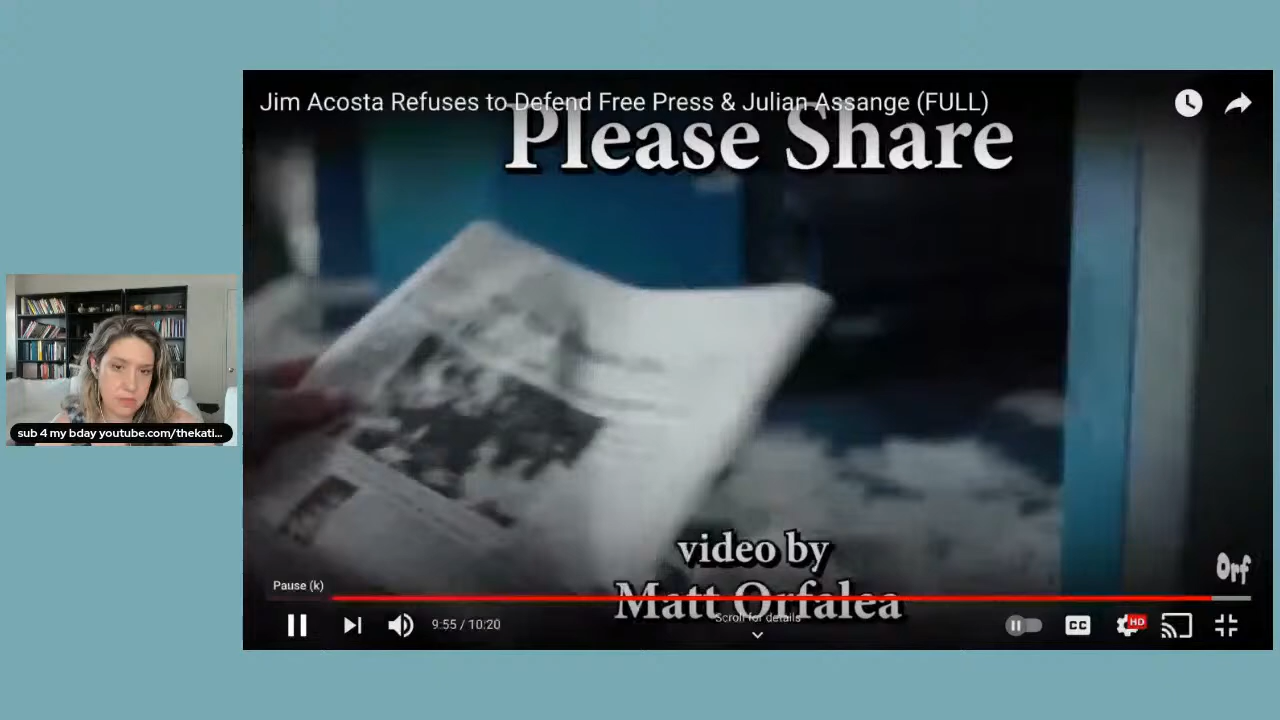 Jim Acosta Refuses to Defend Free Press & Julian Assange (FULL)
Please Share
sub 4 my bday youtube.com/thekati...
video by
Orf
Pause (k)
Matt Orfalea
Scroll for details
9:55 / 10:20
CC
HD